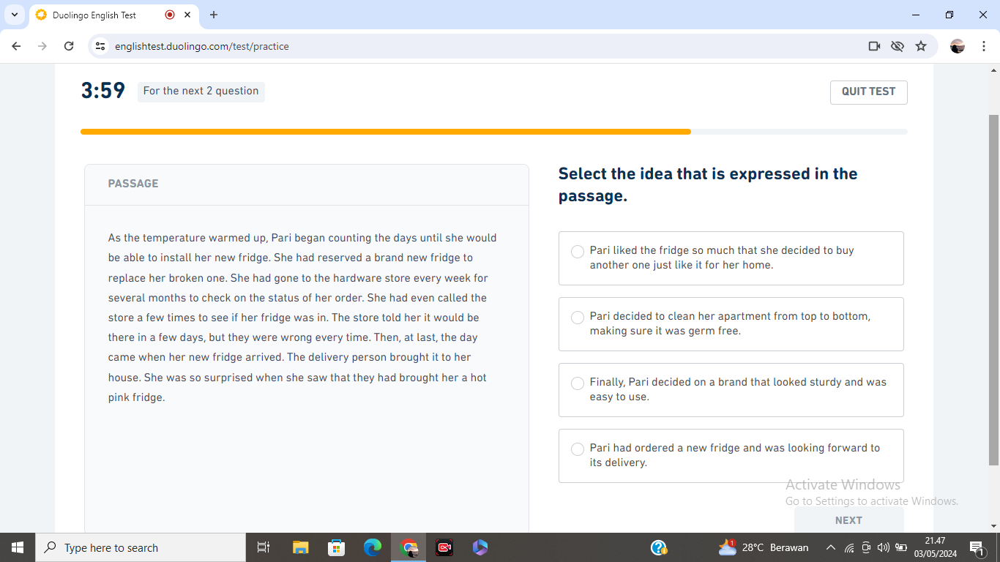 Duolingo English Test
englishtest.duolingo.com/test/practice
3:59
For the next 2 question
QUIT TEST
PASSAGE
As the temperature warmed up, Pari began counting the days until she would
be able to install her new fridge. She had reserved a brand new fridge to
replace her broken one. She had gone to the hardware store every week for
several months to check on the status of her order. She had even called the
store a few times to see if her fridge was in. The store told her it would be
there in a few days, but they were wrong every time. Then, at last, the day
came when her new fridge arrived. The delivery person brought it to her
house. She was so surprised when she saw that they had brought her a hot
pink fridge.
Select the idea that is expressed in the
passage.
Pari liked the fridge so much that she decided to buy
another one just like it for her home.
Pari decided to clean her apartment from top to bottom,
making sure it was germ free.
Finally, Pari decided on a brand that looked sturdy and was
easy to use.
Pari had ordered a new fridge and was looking forward to
its delivery.
Activate Windows
Go to Settings to activate Windows.
NEXT
Type here to search
1
28°C Berawan
21.47
03/05/2024
1